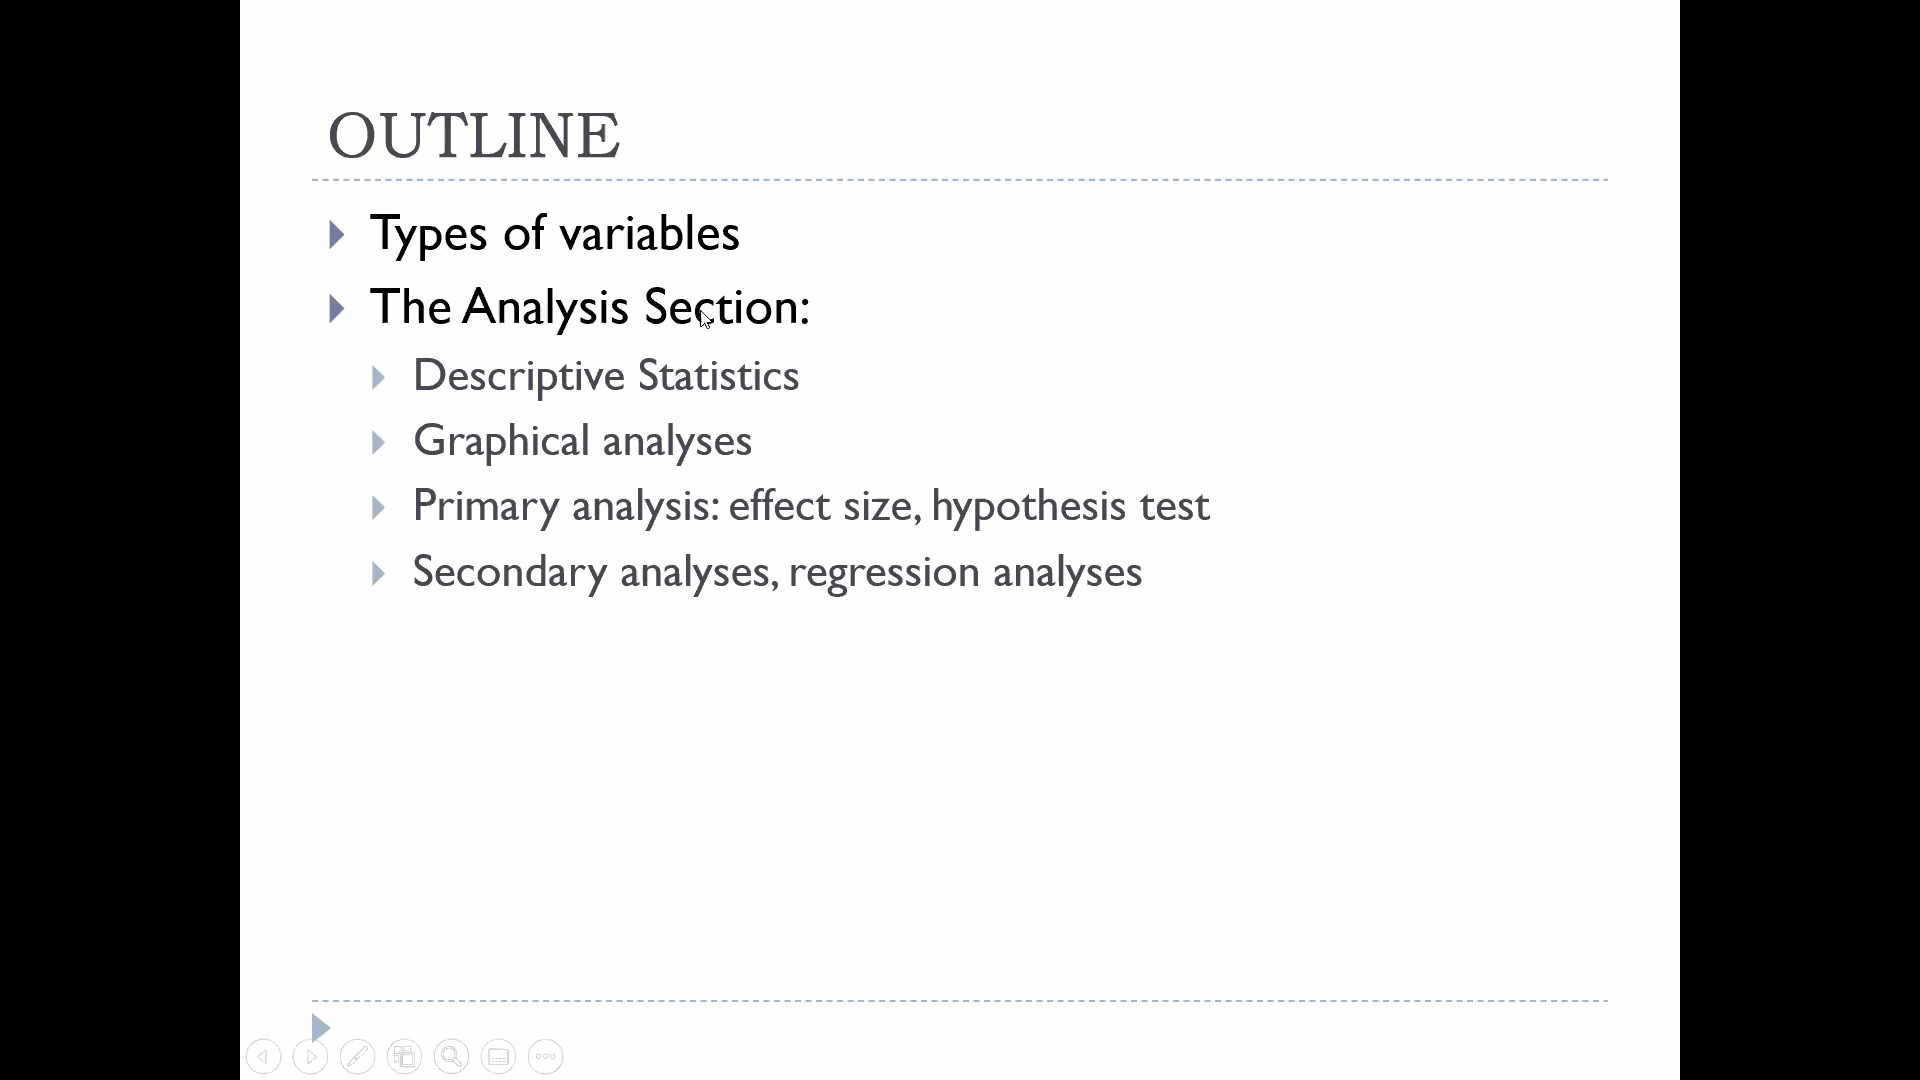 OUTLINE
Types of variables
The Analysis Section:
Descriptive Statistics
Graphical analyses
Primary analysis: effect size, hypothesis test
Secondary analyses, regression analyses